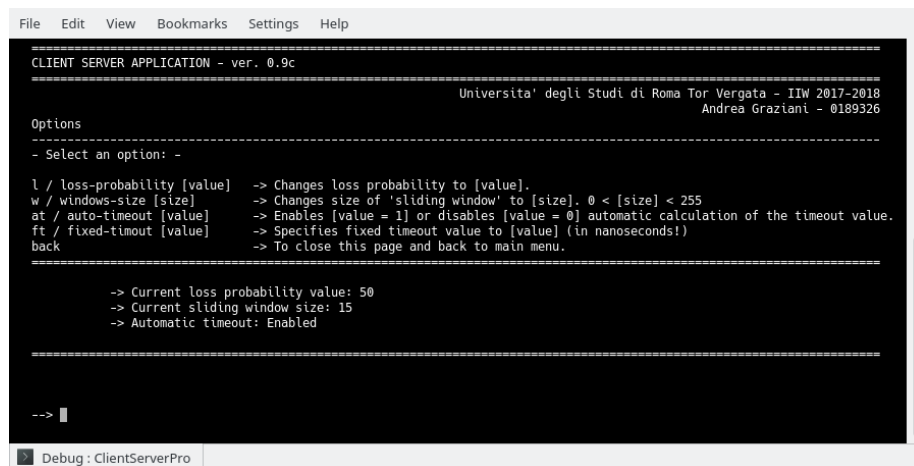 File Edit View Bookmarks Settings Help
CLIENT SERVER APPLICATION - ver. 0.9c
Universita' degli Studi di Roma Tor Vergata - IIW 2017-2018
Andrea Graziani - 0189326
Options
- Select an option: -
l / loss-probability [value] -> Changes loss probability to [value].
w / windows-size [size] -> Changes size of 'sliding window' to [size]. 0 < [size] < 255
at / auto-timeout [value] -> Enables [value = 1] or disables [value = 0] automatic calculation of the timeout value.
ft / fixed-timout [value] -> Specifies fixed timeout value to [value] (in nanoseconds!)
back -> To close this page and back to main menu.
-> Current loss probability value: 50
-> Current sliding window size: 15
-> Automatic timeout: Enabled
-->
Debug : ClientServerPro